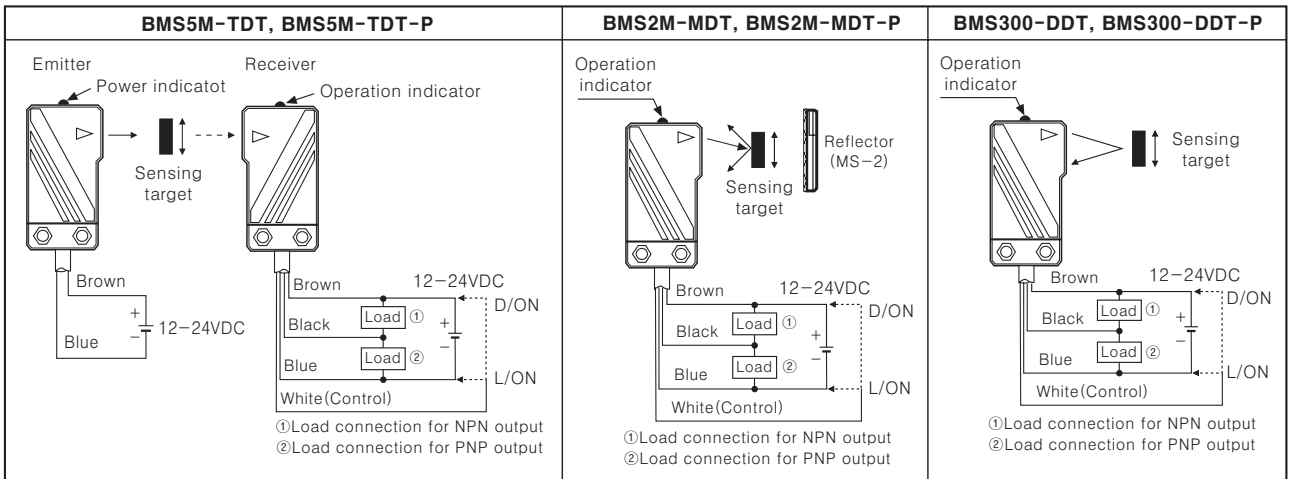 BMS5M-TDT, BMS5M-TDT-P
Emitter
Power indicatot
Receiver
Operation indicator
Sensing
target
Brown
+
12-24VDC
-
Blue
Brown
12-24VDC
D/ON
Load ①
+
Black
-
Load ②
Blue
L/ON
White(Control)
①Load connection for NPN output
②Load connection for PNP output
BMS2M-MDT, BMS2M-MDT-P
Operation
indicator
Reflector
(MS-2)
Sensing
target
Brown
12-24VDC
D/ON
Load ①
Black
+
-
Load ②
Blue
L/ON
White(Control)
①Load connection for NPN output
②Load connection for PNP output
BMS300-DDT, BMS300-DDT-P
Operation
indicator
Sensing
target
Brown
12-24VDC
D/ON
Load ①
Black
+
-
Load ②
Blue
L/ON
White(Control)
①Load connection for NPN output
②Load connection for PNP output